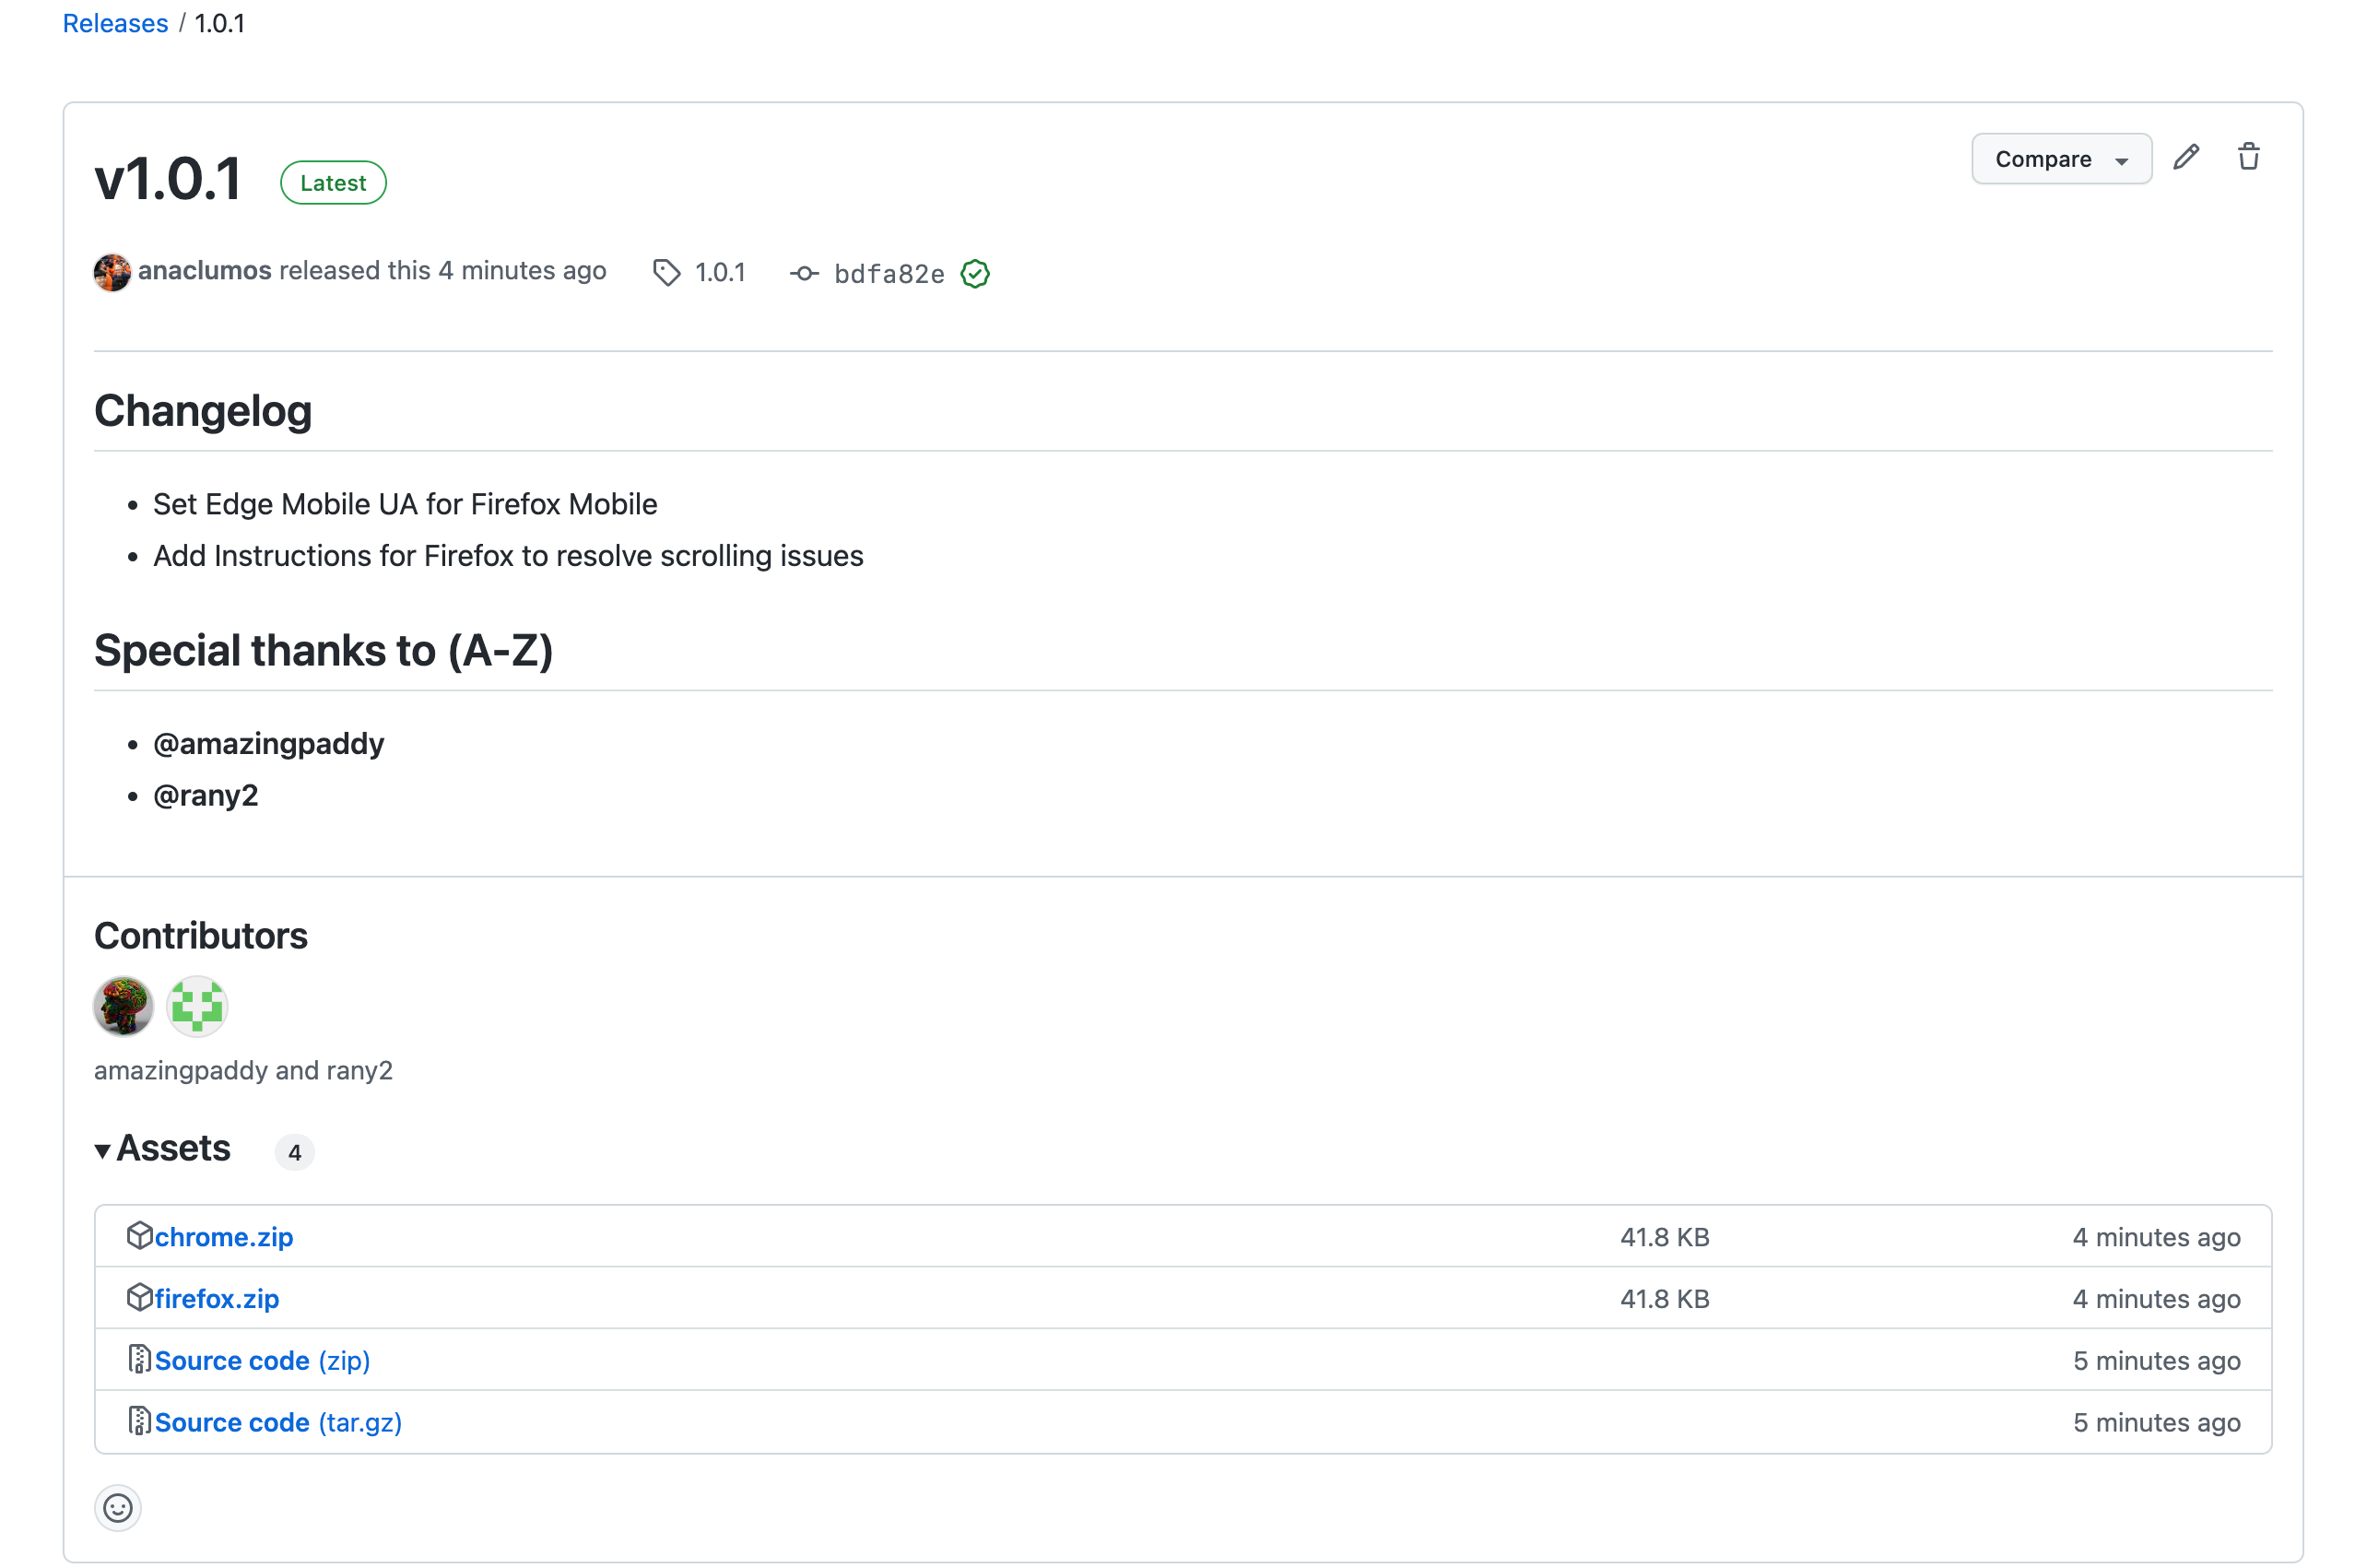 Releases / 1.0.1
v1.0.1 Latest Compare
anaclumos released this 4 minutes ago 1.0.1 bdfa82e
Changelog
• Set Edge Mobile UA for Firefox Mobile
• Add Instructions for Firefox to resolve scrolling issues
Special thanks to (A-Z)
• @amazingpaddy
• @rany2
Contributors
amazingpaddy and rany2
Assets 4
chrome.zip 41.8 KB 4 minutes ago
firefox.zip 41.8 KB 4 minutes ago
Source code (zip) 5 minutes ago
Source code (tar.gz) 5 minutes ago